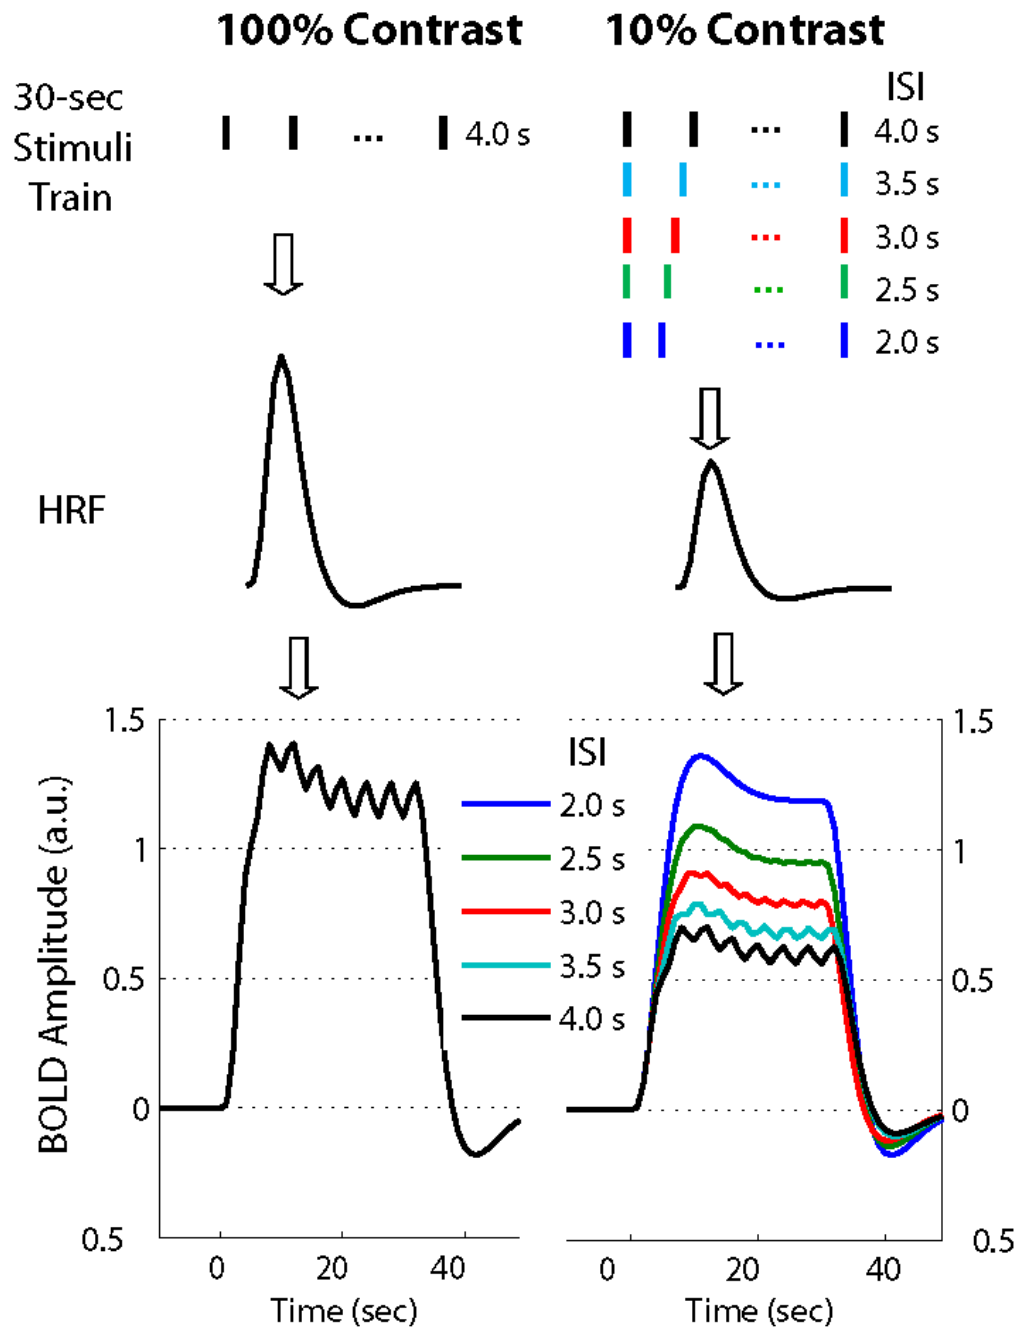 100% Contrast
10% Contrast
30-sec
Stimuli
Train
4.0 s
ISI
4.0 s
3.5 s
3.0 s
2.5 s
2.0 s
HRF
BOLD Amplitude (a.u.)
1.5
1
0.5
0
0.5
0
20
40
Time (sec)
ISI
2.0 s
2.5 s
3.0 s
3.5 s
4.0 s
1.5
1
0.5
0
0.5
0
20
40
Time (sec)